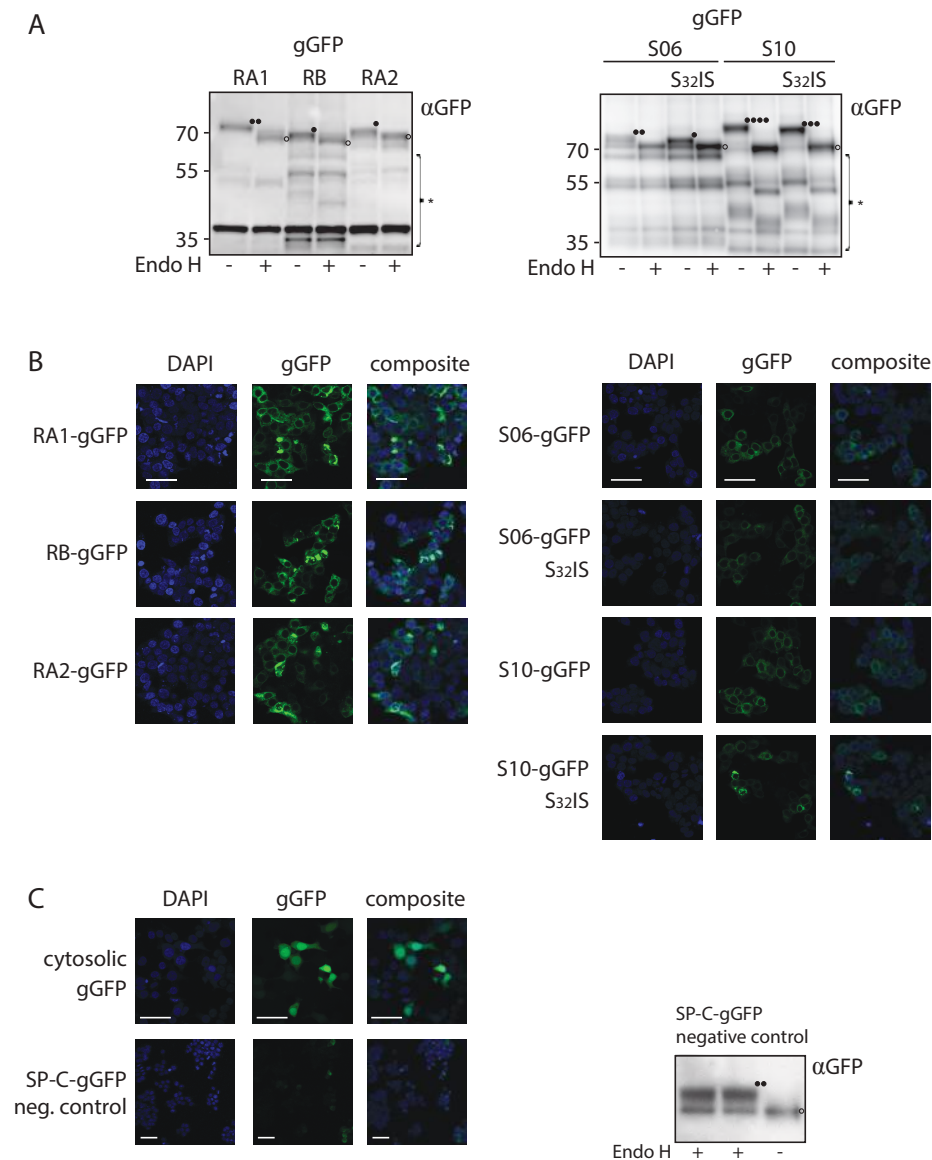 A
gGFP
RA1 RB RA2
αGFP
70
55
35
Endo H - + - + - +
*
gGFP
S06 S10
S32IS S32IS
αGFP
70
55
35
Endo H - + - + - + - +
*
B
DAPI gGFP composite
RA1-gGFP
RB-gGFP
RA2-gGFP
DAPI gGFP composite
S06-gGFP
S06-gGFP
S32IS
S10-gGFP
S10-gGFP
S32IS
C
DAPI gGFP composite
cytosolic
gGFP
SP-C-gGFP
neg. control
SP-C-gGFP
negative control
αGFP
Endo H + + -